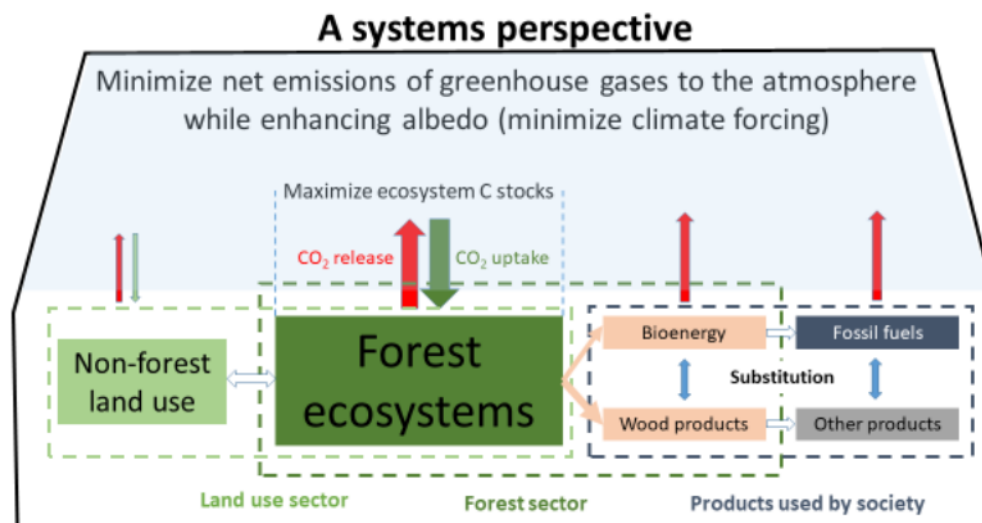 A systems perspective
Minimize net emissions of greenhouse gases to the atmosphere
while enhancing albedo (minimize climate forcing)
Maximize ecosystem C stocks
CO₂ release
CO₂ uptake
Non-forest
land use
Forest
ecosystems
Bioenergy
Fossil fuels
Substitution
Wood products
Other products
Land use sector
Forest sector
Products used by society